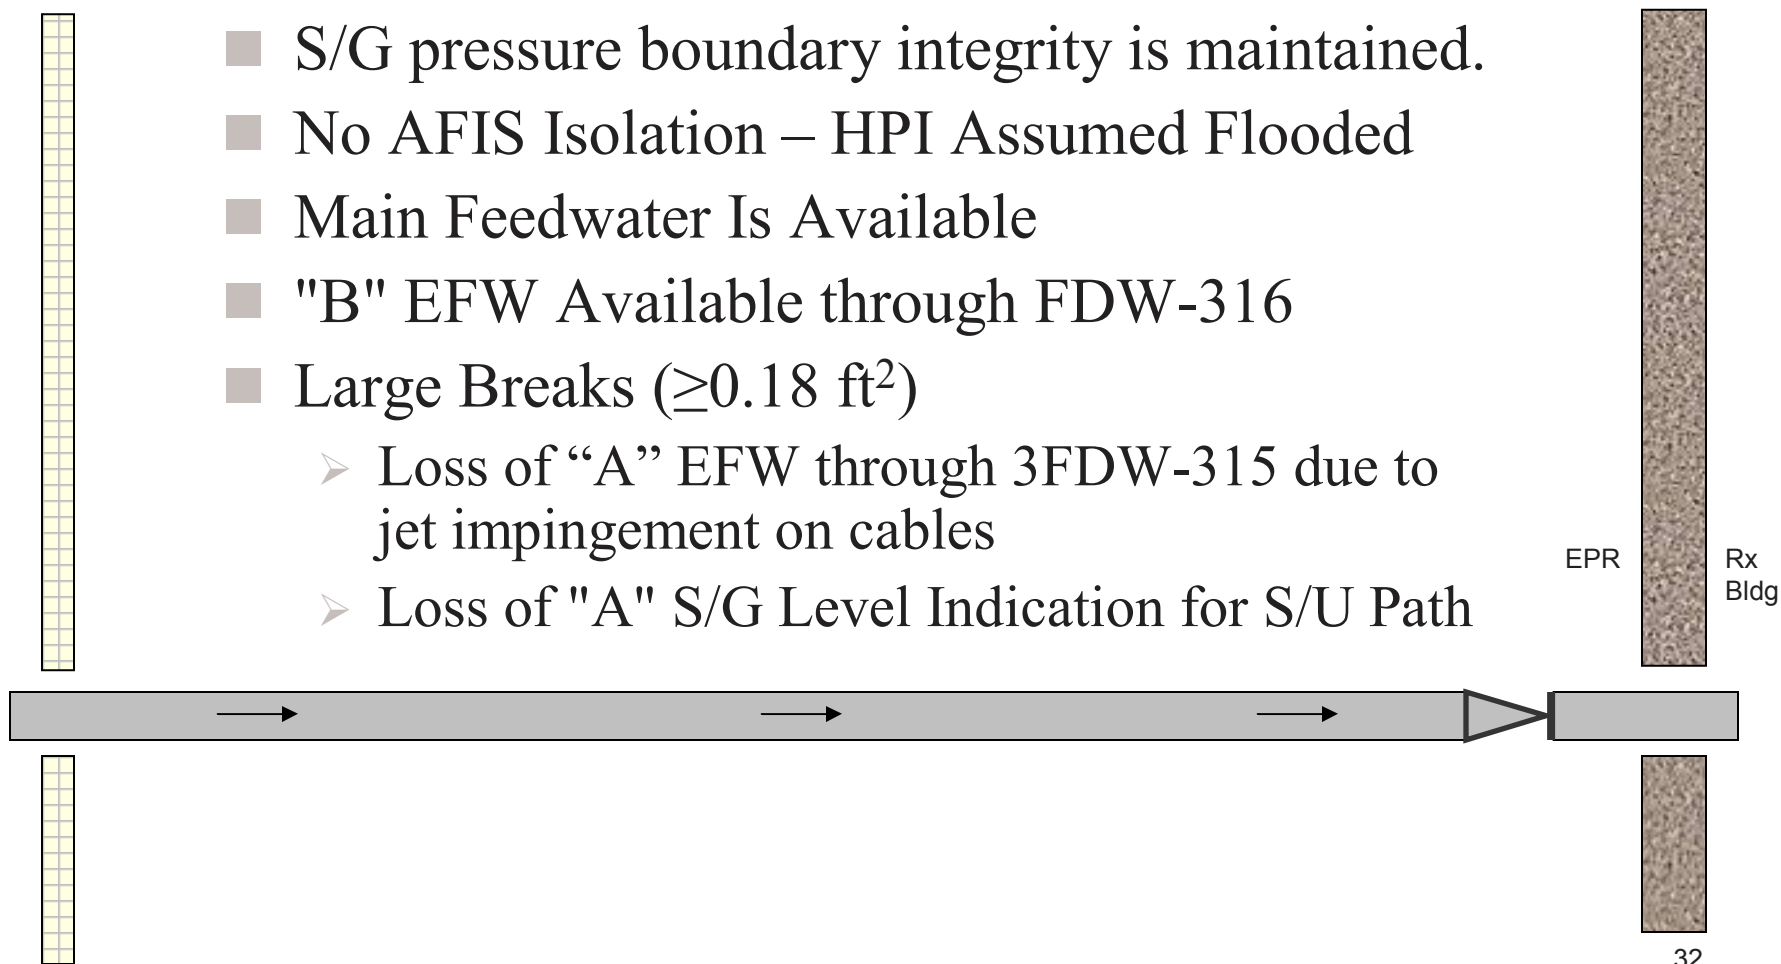 S/G pressure boundary integrity is maintained.
No AFIS Isolation – HPI Assumed Flooded
Main Feedwater Is Available
"B" EFW Available through FDW-316
Large Breaks (≥0.18 ft²)
Loss of “A” EFW through 3FDW-315 due to
jet impingement on cables
Loss of "A" S/G Level Indication for S/U Path
EPR
Rx
Bldg
32